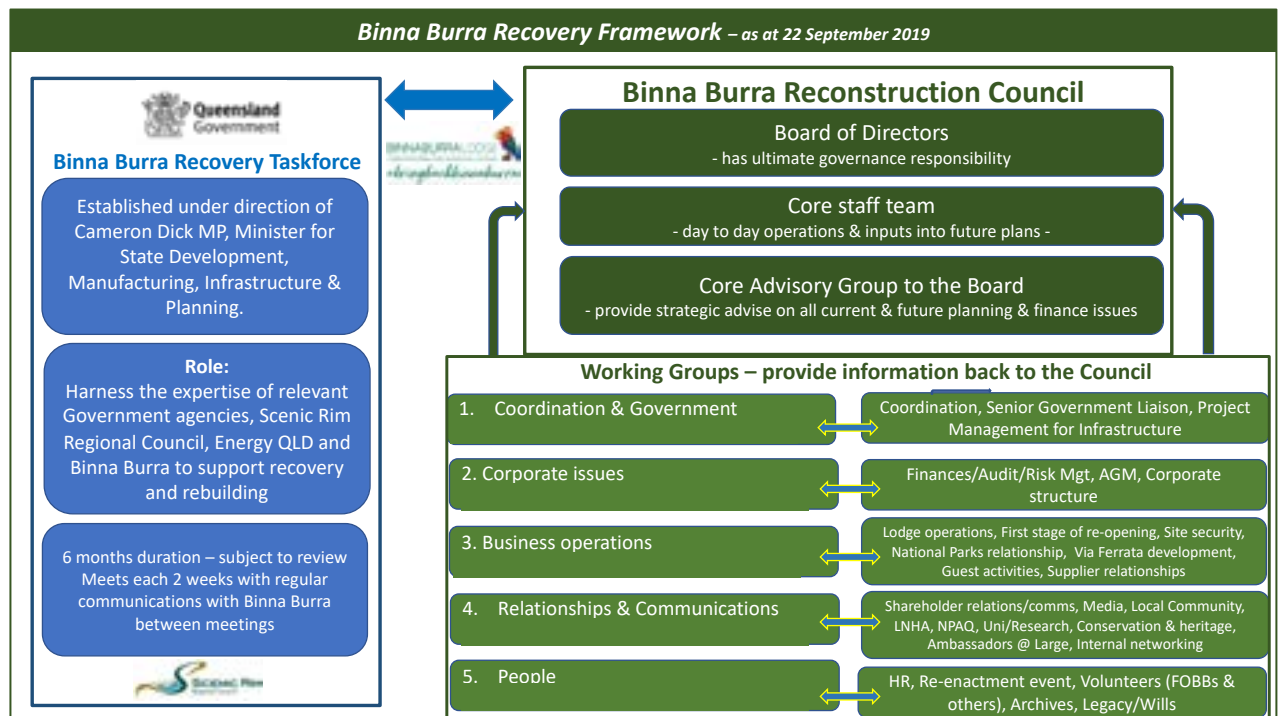 Binna Burra Recovery Framework – as at 22 September 2019
Queensland
Government
Binna Burra Recovery Taskforce
Established under direction of
Cameron Dick MP, Minister for
State Development,
Manufacturing, Infrastructure &
Planning.
Role:
Harness the expertise of relevant
Government agencies, Scenic Rim
Regional Council, Energy QLD and
Binna Burra to support recovery
and rebuilding
6 months duration – subject to review
Meets each 2 weeks with regular
communications with Binna Burra
between meetings
SCENIC RIM
BINNABURRALODGE
Binna Burra Reconstruction Council
Board of Directors
- has ultimate governance responsibility
Core staff team
- day to day operations & inputs into future plans -
Core Advisory Group to the Board
- provide strategic advise on all current & future planning & finance issues
Working Groups – provide information back to the Council
1. Coordination & Government
Coordination, Senior Government Liaison, Project
Management for Infrastructure
2. Corporate issues
Finances/Audit/Risk Mgt, AGM, Corporate
structure
3. Business operations
Lodge operations, First stage of re-opening, Site security,
National Parks relationship, Via Ferrata development,
Guest activities, Supplier relationships
4. Relationships & Communications
Shareholder relations/comms, Media, Local Community,
LNHA, NPAQ, Uni/Research, Conservation & heritage,
Ambassadors @ Large, Internal networking
5. People
HR, Re-enactment event, Volunteers (FOBBs &
others), Archives, Legacy/Wills